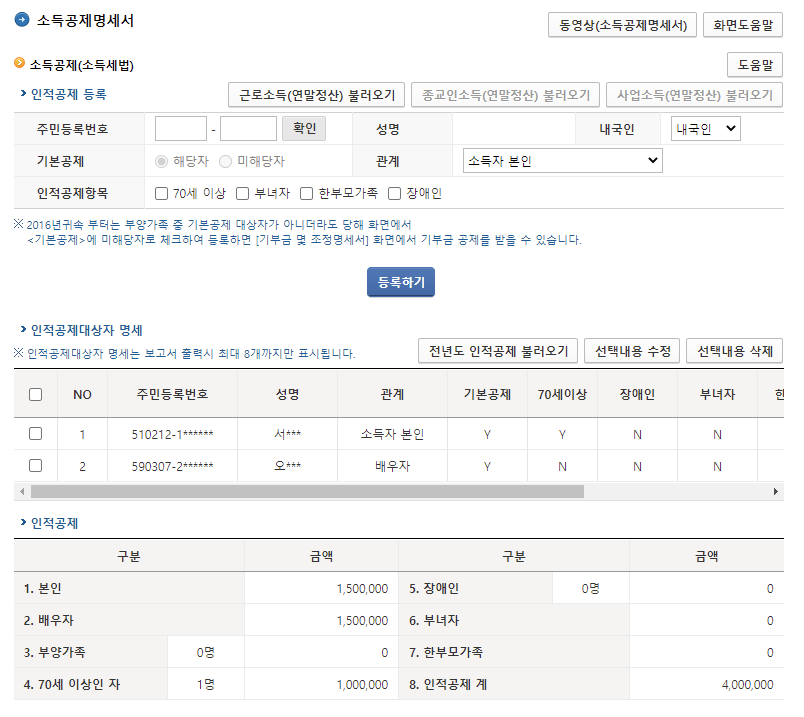 소득공제명세서 동영상(소득공제명세서) 화면도움말
소득공제(소득세법) 도움말
인적공제 등록 근로소득(연말정산) 불러오기 종교인소득(연말정산) 불러오기 사업소득(연말정산) 불러오기
주민등록번호 - 확인 성명 내국인 내국인
기본공제 해당자 미해당자 관계 소득자 본인
인적공제항목 70세 이상 부녀자 한부모가족 장애인
※ 2016년귀속 부터는 부양가족 중 기본공제 대상자가 아니더라도 당해 화면에서
<기본공제>에 미해당자로 체크하여 등록하면 [기부금 몇 조정명세서] 화면에서 기부금 공제를 받을 수 있습니다.
등록하기
인적공제대상자 명세
※ 인적공제대상자 명세는 보고서 출력시 최대 8개까지만 표시됩니다. 전년도 인적공제 불러오기 선택내용 수정 선택내용 삭제
NO 주민등록번호 성명 관계 기본공제 70세이상 장애인 부녀자 한
1 510212-1****** 서*** 소득자 본인 Y Y N N
2 590307-2****** 오*** 배우자 Y N N N
인적공제
구분 금액 구분 금액
1. 본인 1,500,000 5. 장애인 0명 0
2. 배우자 1,500,000 6. 부녀자 0
3. 부양가족 0명 0 7. 한부모가족 0
4. 70세 이상인 자 1명 1,000,000 8. 인적공제 계 4,000,000